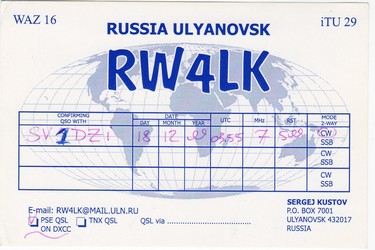 WAZ 16
iTU 29
RUSSIA ULYANOVSK
RW4LK
CONFIRMING QSO WITH DATE DAY MONTH YEAR UTC MHz RST MODE 2-WAY
SV1DZI 18 12 03:55 7 CW SSB
CW SSB
CW SSB
E-mail: RW4LK@MAIL.ULN.RU
PSE QSL TNX QSL QSL via
ON DXCC
SERGEJ KUSTOV
P.O. BOX 7001
ULYANOVSK 432017
RUSSIA